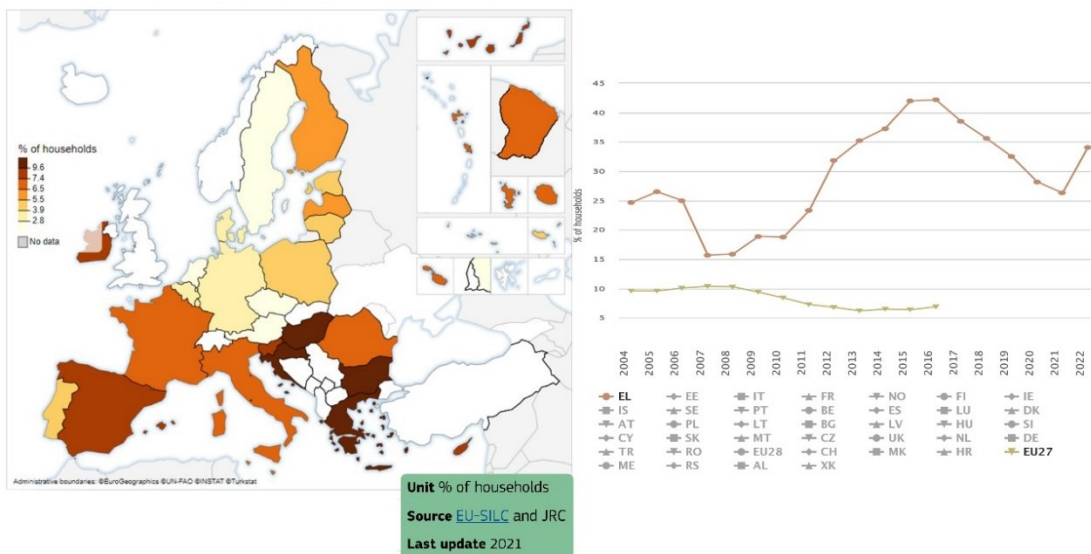 % of households
9.6
7.4
6.5
5.5
3.9
2.8
No data
Administrative boundaries: ©EuroGeographics ©UN-FAO ©INSTAT ©Turkstat
Unit % of households
Source EU-SILC and JRC
Last update 2021
45
40
35
30
25
20
15
10
5
% of households
2004 2005 2006 2007 2008 2009 2010 2011 2012 2013 2014 2015 2016 2017 2018 2019 2020 2021 2022
EL EE IT FR NO FI IE
IS SE PT BE ES LU DK
AT PL LT BG LV HU SI
CY SK MT CZ UK NL DE
TR RO EU28 CH MK HR EU27
ME RS AL XK